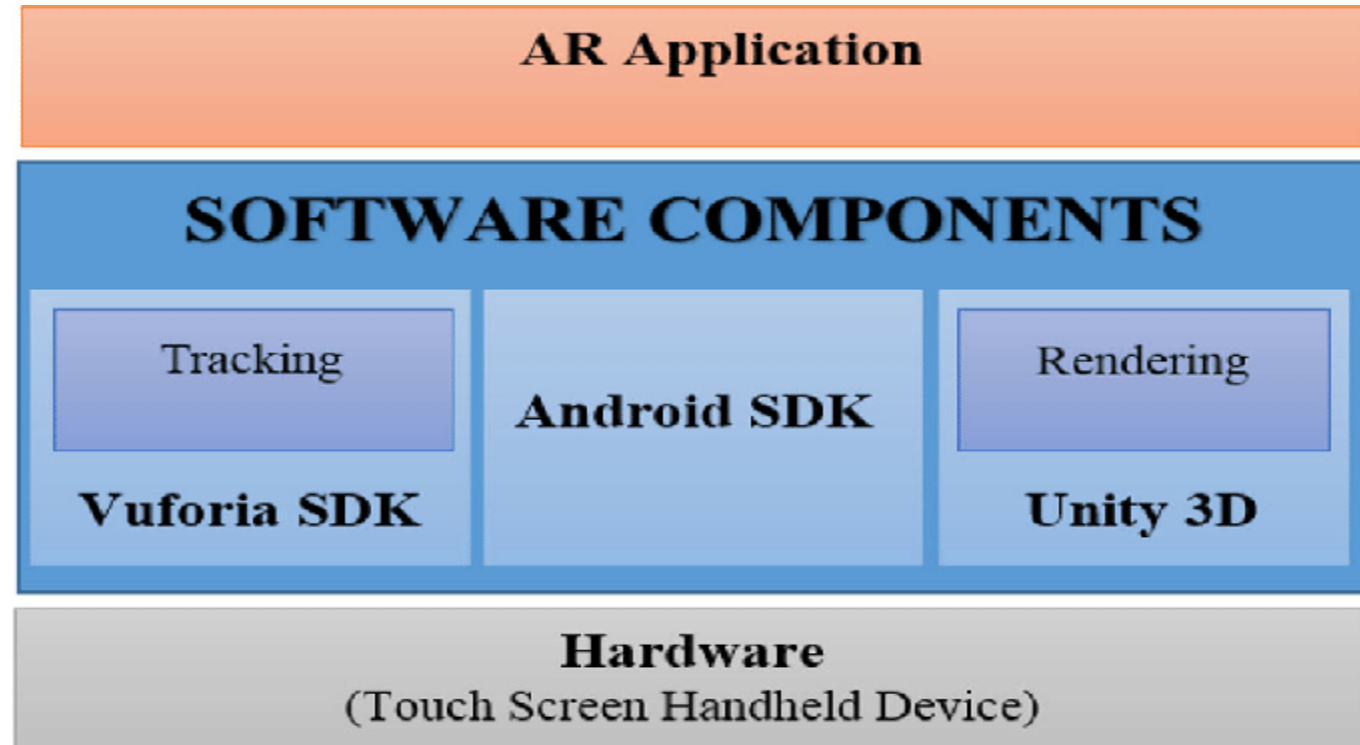 AR Application
SOFTWARE COMPONENTS
Tracking
Vuforia SDK
Android SDK
Rendering
Unity 3D
Hardware
(Touch Screen Handheld Device)